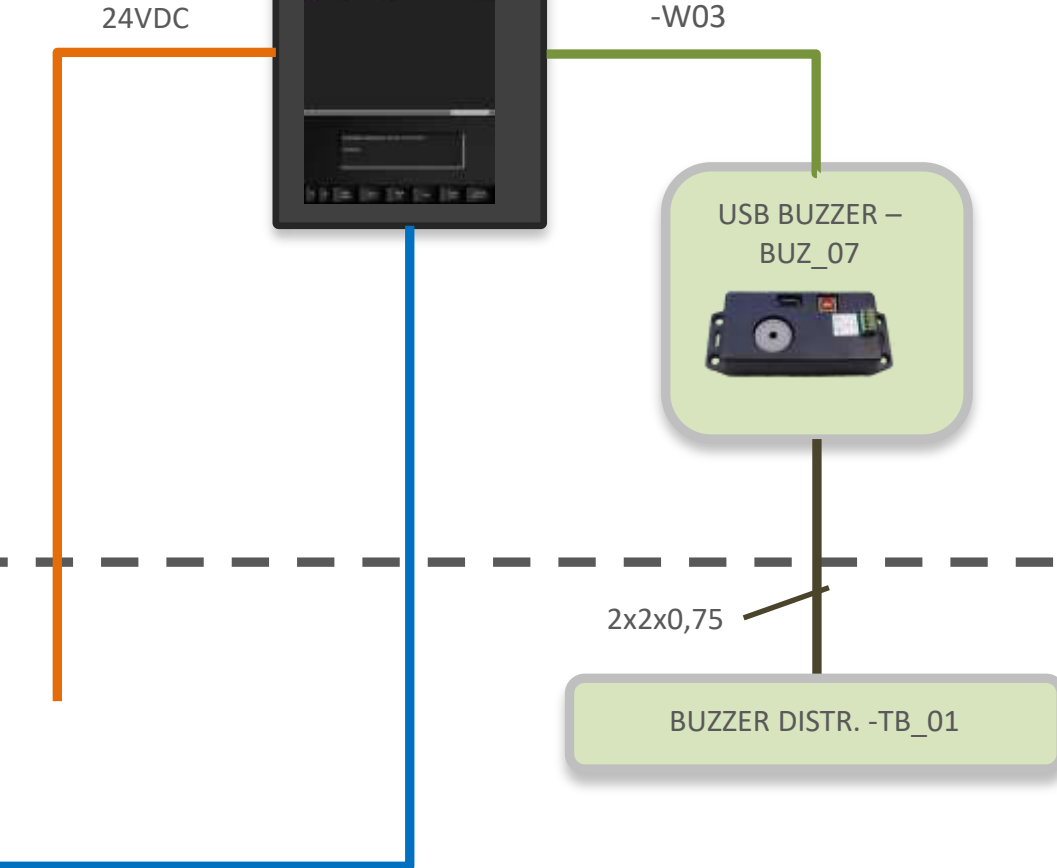 24VDC
-W03
USB BUZZER –
BUZ_07
2x2x0,75
BUZZER DISTR. -TB_01